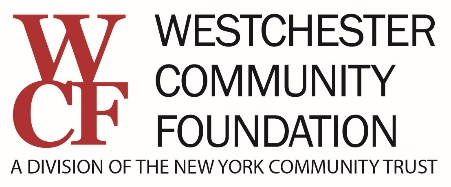 WCF
WESTCHESTER
COMMUNITY
FOUNDATION
A DIVISION OF THE NEW YORK COMMUNITY TRUST